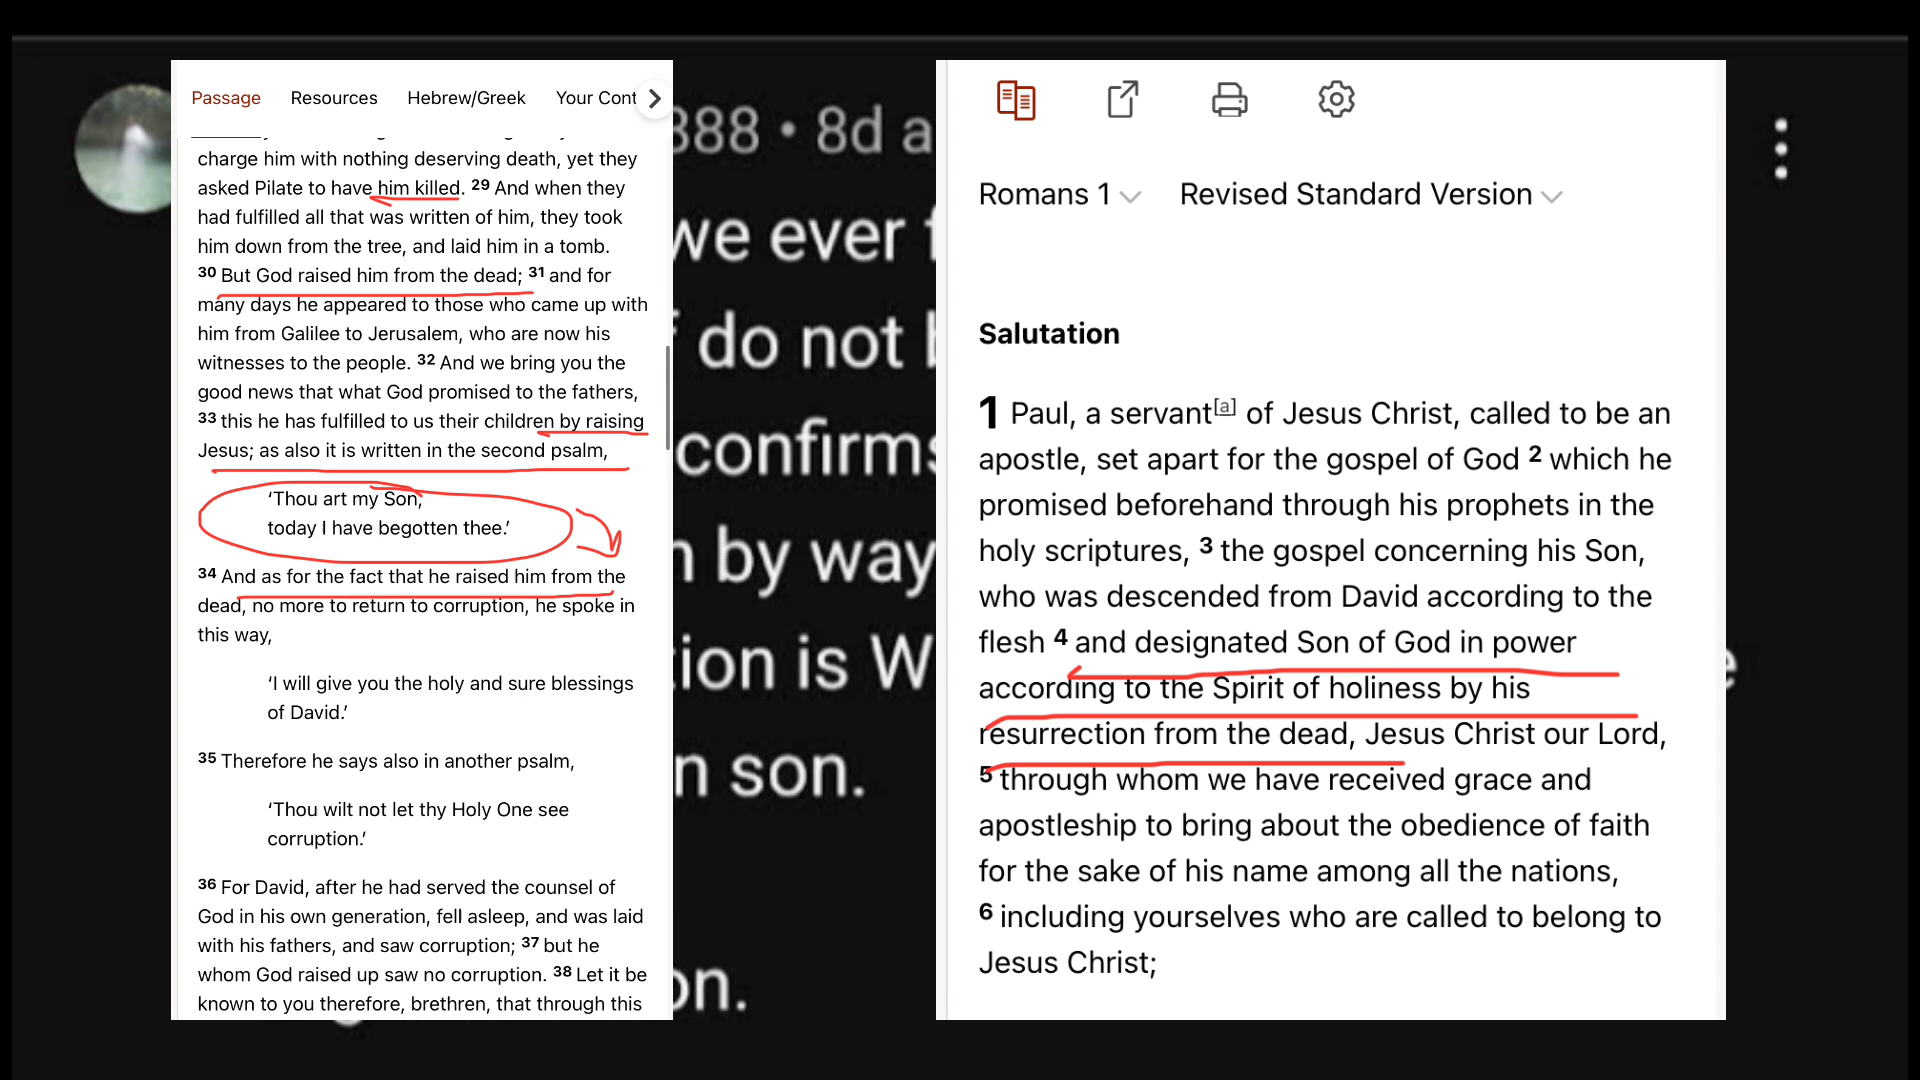 Passage Resources Hebrew/Greek Your Cont
charge him with nothing deserving death, yet they
asked Pilate to have him killed. 29 And when they
had fulfilled all that was written of him, they took
him down from the tree, and laid him in a tomb.
30 But God raised him from the dead; 31 and for
many days he appeared to those who came up with
him from Galilee to Jerusalem, who are now his
witnesses to the people. 32 And we bring you the
good news that what God promised to the fathers,
33 this he has fulfilled to us their children by raising
Jesus; as also it is written in the second psalm,
‘Thou art my Son,
today I have begotten thee.’
34 And as for the fact that he raised him from the
dead, no more to return to corruption, he spoke in
this way,
‘I will give you the holy and sure blessings
of David.’
35 Therefore he says also in another psalm,
‘Thou wilt not let thy Holy One see
corruption.’
36 For David, after he had served the counsel of
God in his own generation, fell asleep, and was laid
with his fathers, and saw corruption; 37 but he
whom God raised up saw no corruption. 38 Let it be
known to you therefore, brethren, that through this
888 • 8d a
we ever
do not
confirms
by way
ion is W
n son.
on.
Romans 1 Revised Standard Version
Salutation
1 Paul, a servant[a] of Jesus Christ, called to be an
apostle, set apart for the gospel of God 2 which he
promised beforehand through his prophets in the
holy scriptures, 3 the gospel concerning his Son,
who was descended from David according to the
flesh 4 and designated Son of God in power
according to the Spirit of holiness by his
resurrection from the dead, Jesus Christ our Lord,
5 through whom we have received grace and
apostleship to bring about the obedience of faith
for the sake of his name among all the nations,
6 including yourselves who are called to belong to
Jesus Christ;